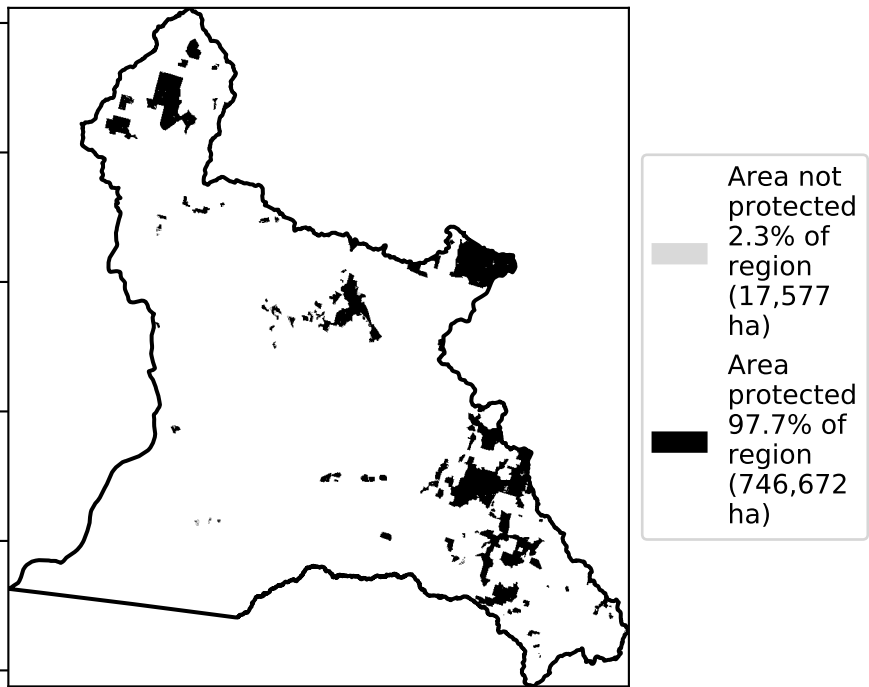 Area not
protected
2.3% of
region
(17,577
ha)
Area
protected
97.7% of
region
(746,672
ha)